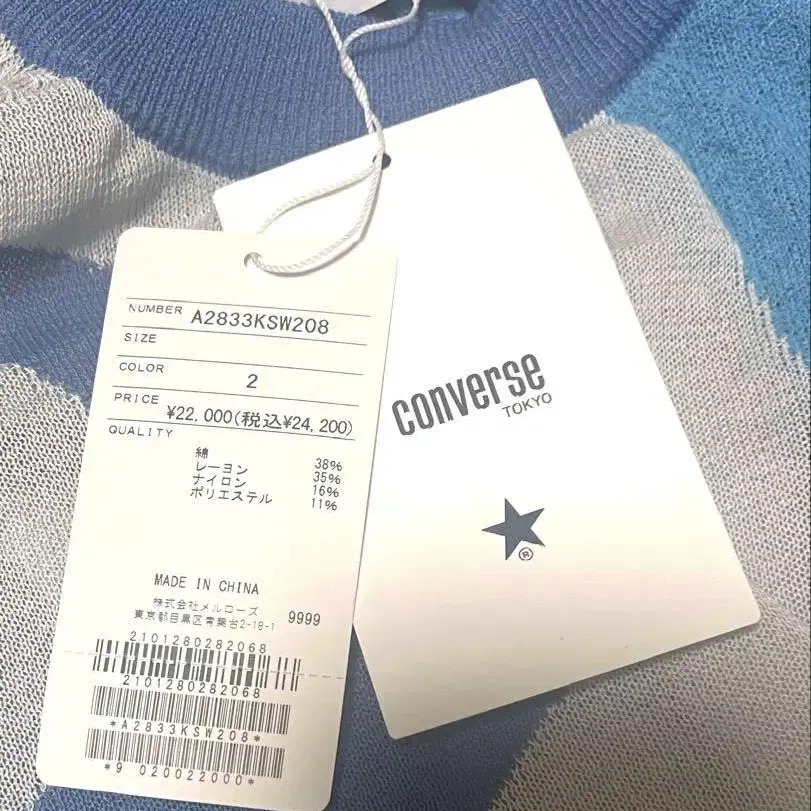 NUMBER A2833KSW208
SIZE
COLOR 2
PRICE ¥22,000(税込¥24,200)
QUALITY
綿 38%
レーヨン 35%
ナイロン 16%
ポリエステル 11%
MADE IN CHINA
株式会社メルローズ
東京都目黒区青葉台2-18-1 9999
2101280282068
2101280282068
*A2833KSW208*
*9 020022000*
converse
TOKYO
®